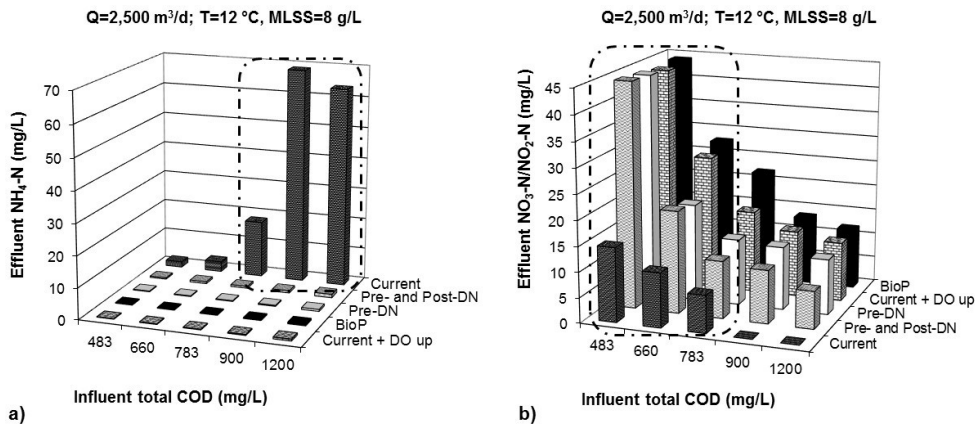 Q=2,500 m³/d; T=12 ºC, MLSS=8 g/L
Effluent NH₄-N (mg/L)
70
60
50
40
30
20
10
0
483
660
783
900
1200
Current
Pre- and Post-DN
Pre-DN
BioP
Current + DO up
Influent total COD (mg/L)
a)
Q=2,500 m³/d; T=12 ºC, MLSS=8 g/L
Effluent NO₃-N/NO₂-N (mg/L)
45
40
35
30
25
20
15
10
5
0
483
660
783
900
1200
BioP
Current + DO up
Pre-DN
Pre- and Post-DN
Current
Influent total COD (mg/L)
b)